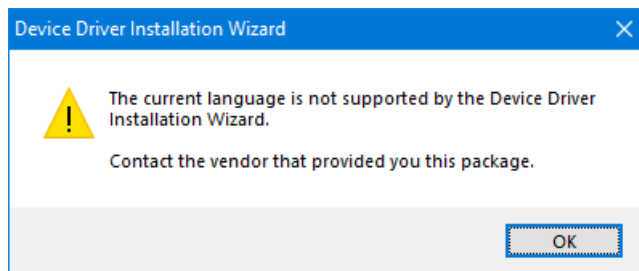 Device Driver Installation Wizard
The current language is not supported by the Device Driver
Installation Wizard.
Contact the vendor that provided you this package.
OK